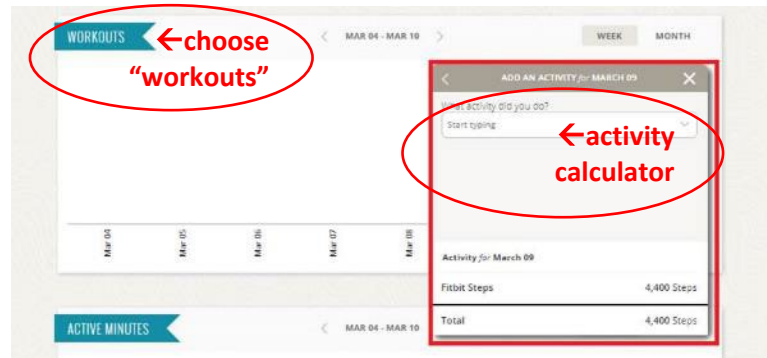 WORKOUTS
←choose
"workouts"
MAR 04 - MAR 10
WEEK MONTH
ADD AN ACTIVITY for MARCH 09
What activity did you do?
Start typing
←activity
calculator
Mar 04
Mar 05
Mar 06
Mar 07
Mar 08
Activity for March 09
Fitbit Steps 4,400 Steps
Total 4,400 Steps
ACTIVE MINUTES
MAR 04 - MAR 10